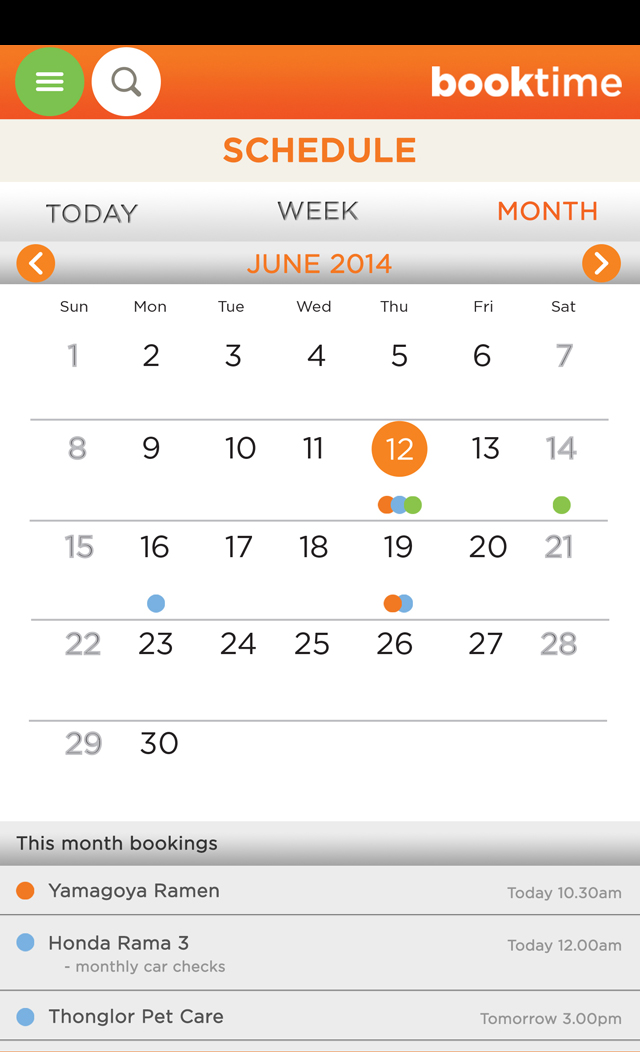 booktime
SCHEDULE
TODAY WEEK MONTH
JUNE 2014
Sun Mon Tue Wed Thu Fri Sat
1 2 3 4 5 6 7
8 9 10 11 12 13 14
15 16 17 18 19 20 21
22 23 24 25 26 27 28
29 30
This month bookings
Yamagoya Ramen Today 10.30am
Honda Rama 3 Today 12.00am
- monthly car checks
Thonglor Pet Care Tomorrow 3.00pm